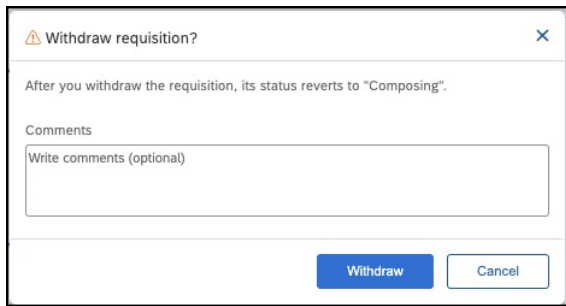 Withdraw requisition?
After you withdraw the requisition, its status reverts to "Composing".
Comments
Write comments (optional)
Withdraw
Cancel